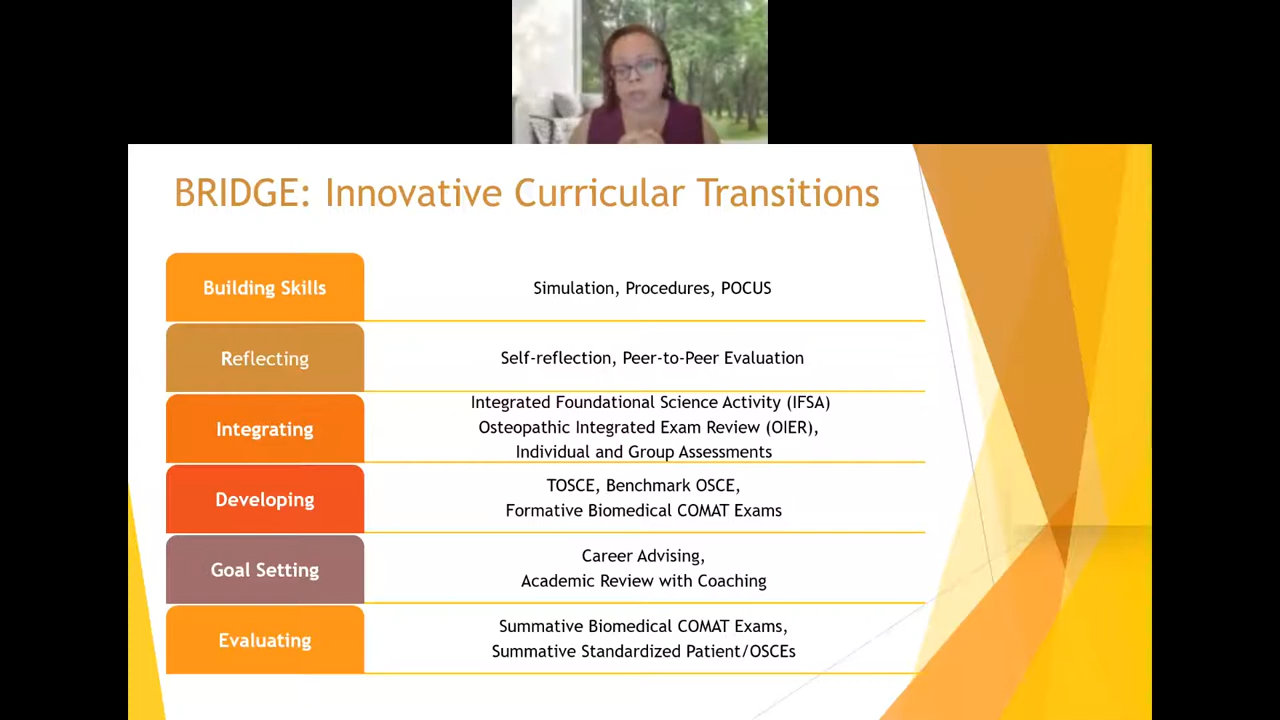 BRIDGE: Innovative Curricular Transitions
Building Skills
Simulation, Procedures, POCUS
Reflecting
Self-reflection, Peer-to-Peer Evaluation
Integrating
Integrated Foundational Science Activity (IFSA)
Osteopathic Integrated Exam Review (OIER),
Individual and Group Assessments
Developing
TOSCE, Benchmark OSCE,
Formative Biomedical COMAT Exams
Goal Setting
Career Advising,
Academic Review with Coaching
Evaluating
Summative Biomedical COMAT Exams,
Summative Standardized Patient/OSCEs